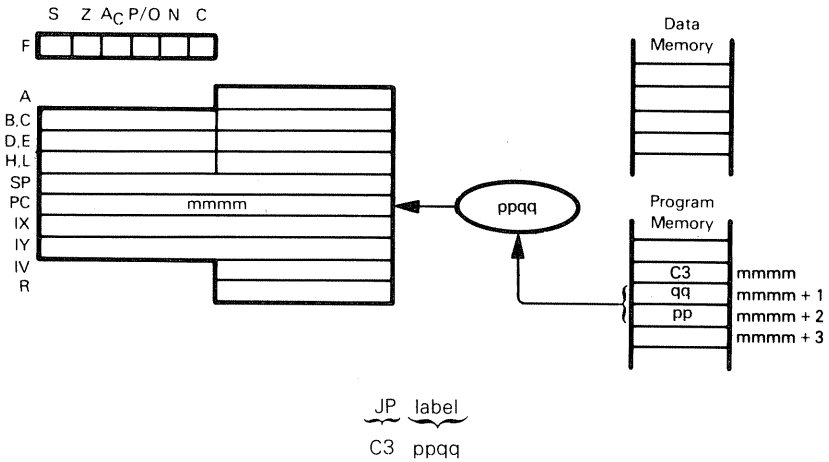 S Z AC P/O N C
F
A
B,C
D,E
H,L
SP
PC mmmm
IX
IY
IV
R
ppqq
Data
Memory
Program
Memory
C3 mmmm
qq mmmm + 1
pp mmmm + 2
mmmm + 3
JP label
C3 ppqq